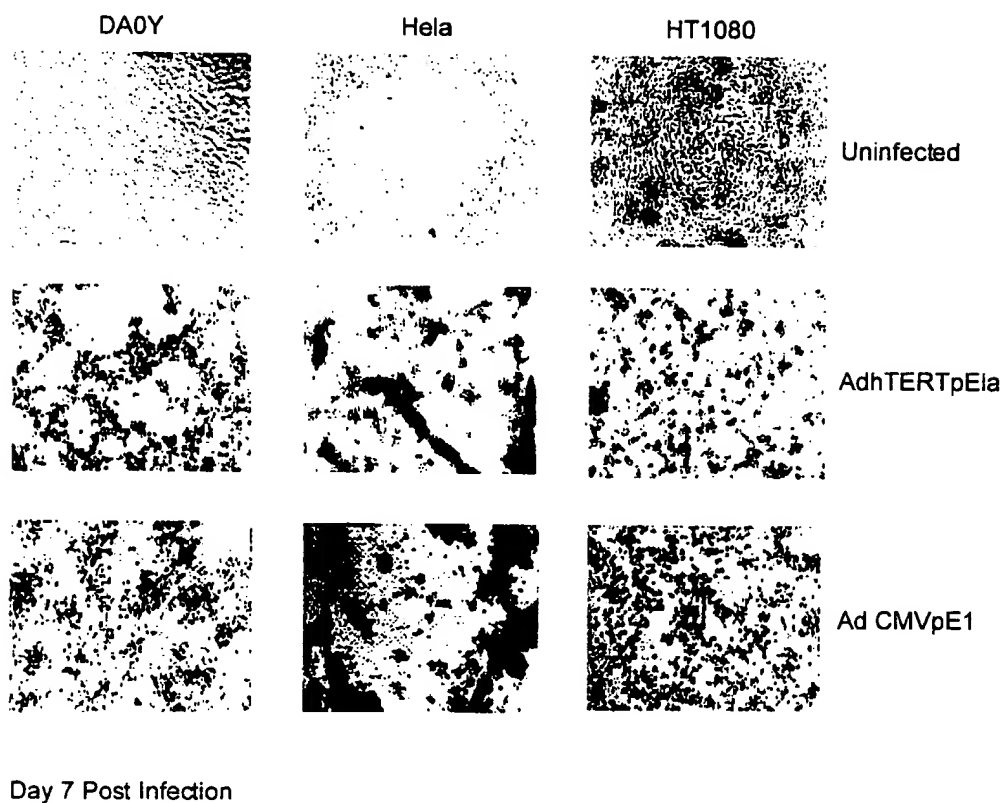 DA0Y
Hela
HT1080
Uninfected
AdhTERTpEla
Ad CMVpE1
Day 7 Post Infection